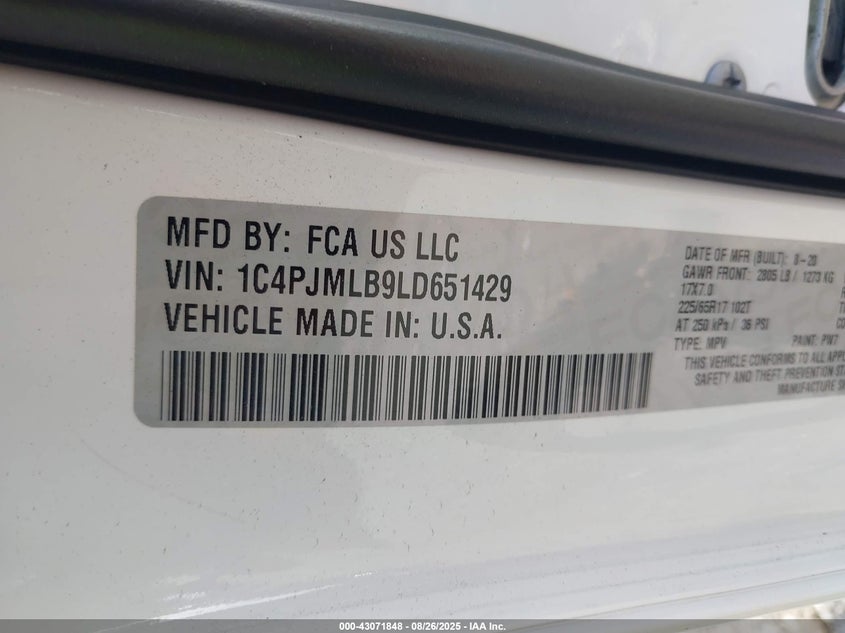 MFD BY: FCA US LLC
VIN: 1C4PJMLB9LD651429
VEHICLE MADE IN: U.S.A.
DATE OF MFR (BUILT): 8-20
GAWR FRONT: 2805 LB / 1273 KG
17X7.0
225/65R17 102T
AT 250 kPa / 36 PSI
TYPE: MPV PAINT: PW7
THIS VEHICLE CONFORMS TO ALL APP
SAFETY AND THEFT PREVENTION ST
MANUFACTURE
000-43071848 - 08/26/2025 - IAA Inc.